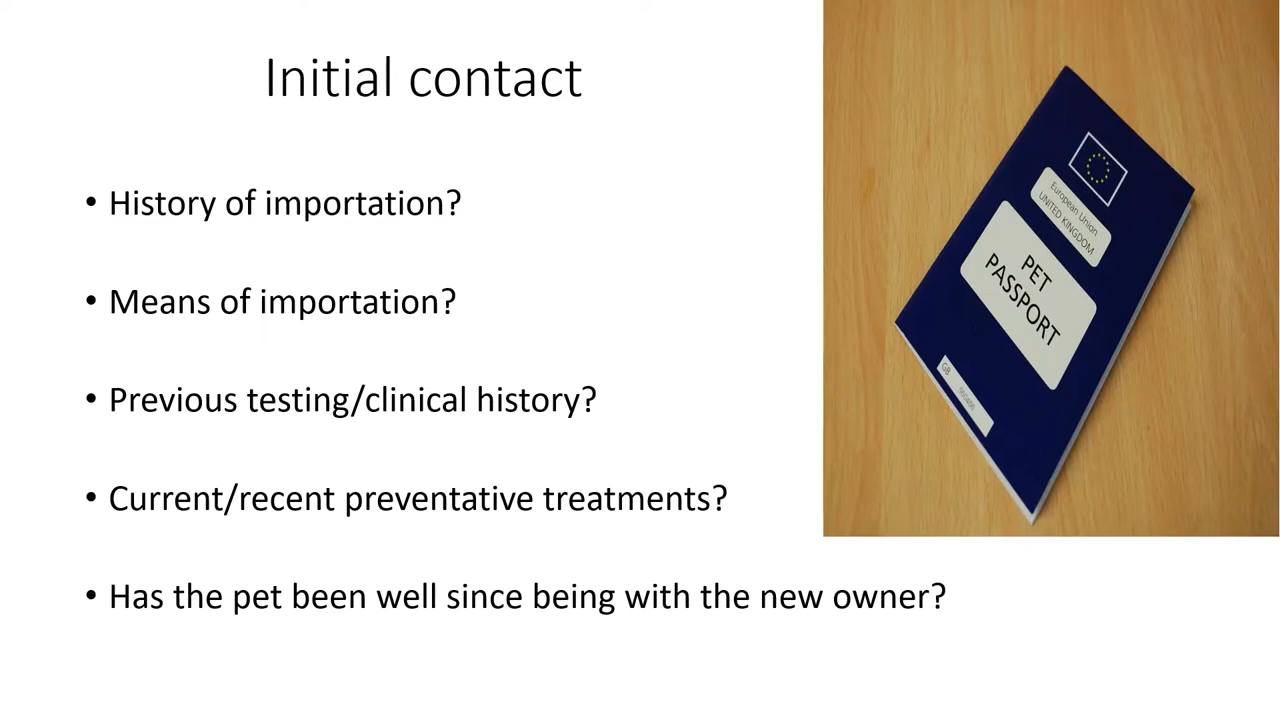 Initial contact
• History of importation?
• Means of importation?
• Previous testing/clinical history?
• Current/recent preventative treatments?
• Has the pet been well since being with the new owner?
European Union
UNITED KINGDOM
PET
PASSPORT
GB